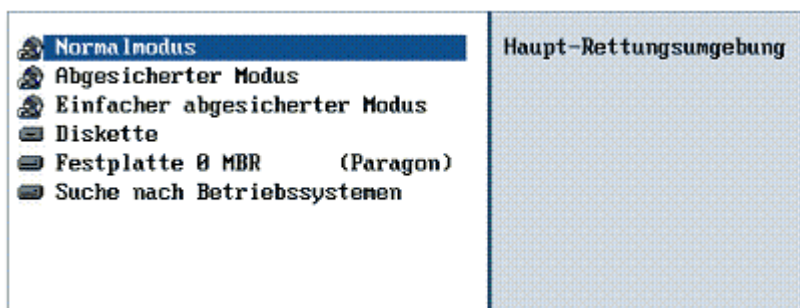 Normalmodus
Abgesicherter Modus
Einfacher abgesicherter Modus
Diskette
Festplatte 0 MBR (Paragon)
Suche nach Betriebssystemen
Haupt-Rettungsumgebung